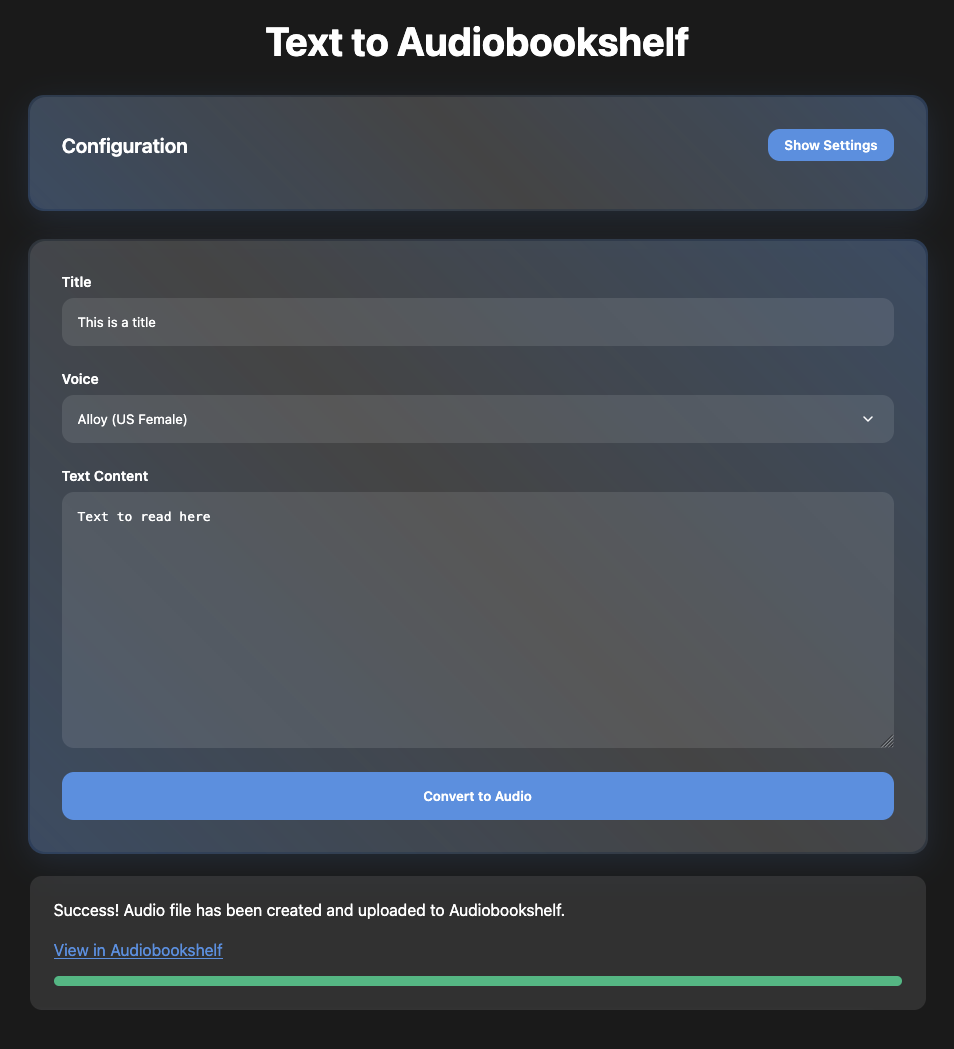 Text to Audiobookshelf
Configuration
Show Settings
Title
This is a title
Voice
Alloy (US Female)
Text Content
Text to read here
Convert to Audio
Success! Audio file has been created and uploaded to Audiobookshelf.
View in Audiobookshelf